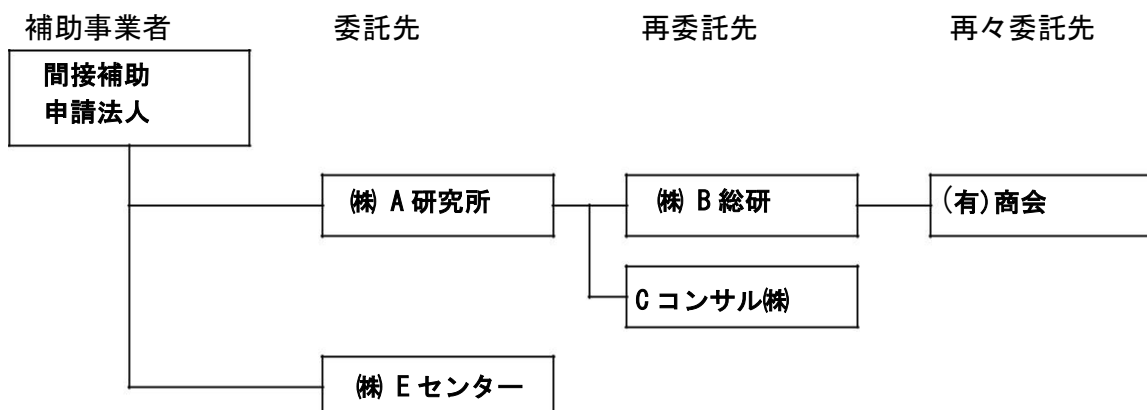 補助事業者
委託先
再委託先
再々委託先
間接補助
申請法人
㈱ A研究所
㈱ B総研
(有)商会
Cコンサル㈱
㈱ Eセンター